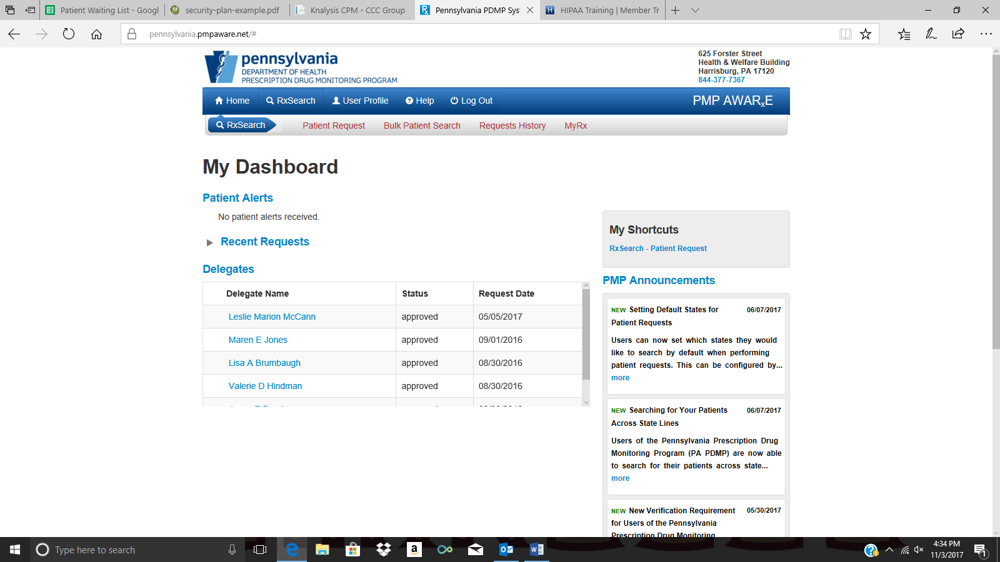 Patient Waiting List - Googl
security-plan-example.pdf
Knalysis CPM - CCC Group
Pennsylvania PDMP Sys
HIPAA Training | Member Tr
pennsylvania.pmpaware.net/#
pennsylvania
DEPARTMENT OF HEALTH
PRESCRIPTION DRUG MONITORING PROGRAM
625 Forster Street
Health & Welfare Building
Harrisburg, PA 17120
844-377-7367
Home RxSearch User Profile Help Log Out
PMP AWARxE
RxSearch Patient Request Bulk Patient Search Requests History MyRx
My Dashboard
Patient Alerts
No patient alerts received.
Recent Requests
Delegates
Delegate Name Status Request Date
Leslie Marion McCann approved 05/05/2017
Maren E Jones approved 09/01/2016
Lisa A Brumbaugh approved 08/30/2016
Valerie D Hindman approved 08/30/2016
My Shortcuts
RxSearch - Patient Request
PMP Announcements
NEW Setting Default States for 06/07/2017
Patient Requests
Users can now set which states they would
like to search by default when performing
patient requests. This can be configured by...
more
NEW Searching for Your Patients 06/07/2017
Across State Lines
Users of the Pennsylvania Prescription Drug
Monitoring Program (PA PDMP) are now able
to search for their patients across state...
more
NEW New Verification Requirement 05/30/2017
for Users of the Pennsylvania
Prescription Drug Monitoring
Type here to search
4:34 PM
11/3/2017
1